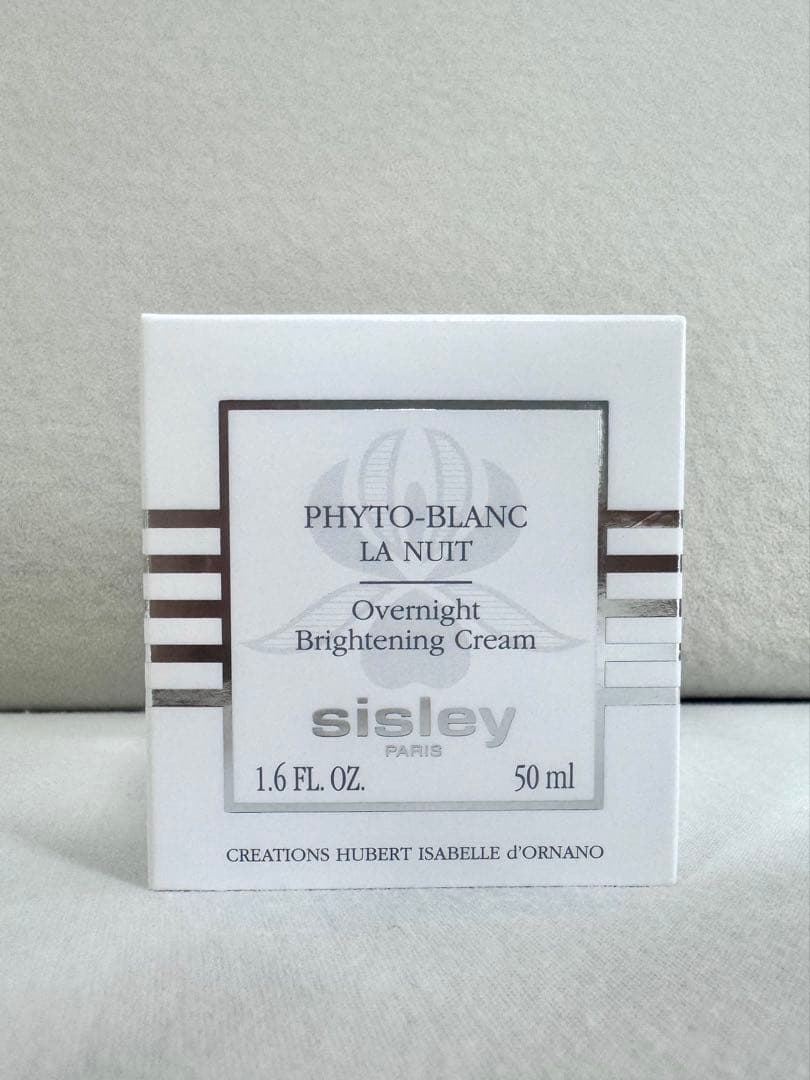 PHYTO-BLANC
LA NUIT
Overnight
Brightening Cream
sisley
PARIS
1.6 FL. OZ. 50 ml
CREATIONS HUBERT ISABELLE d'ORNANO